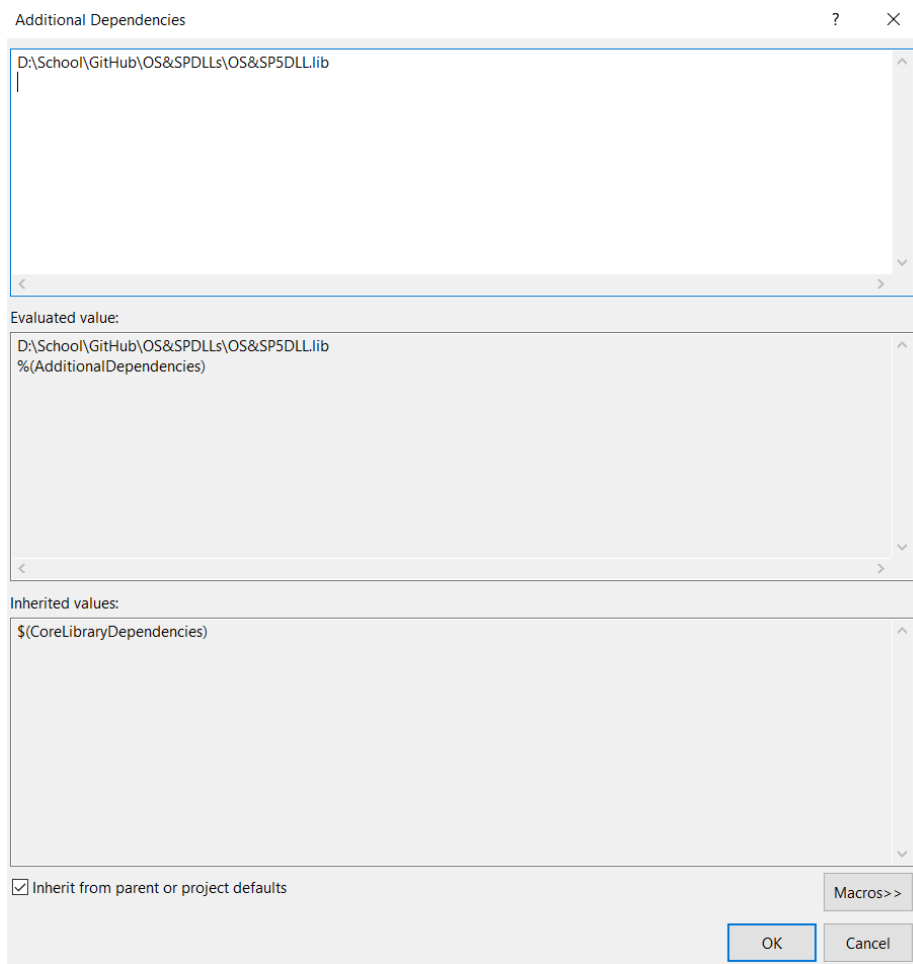 Additional Dependencies
?
D:\School\GitHub\OS&SPDLLs\OS&SP5DLL.lib
Evaluated value:
D:\School\GitHub\OS&SPDLLs\OS&SP5DLL.lib
%(AdditionalDependencies)
Inherited values:
$(CoreLibraryDependencies)
Inherit from parent or project defaults
Macros>>
OK
Cancel